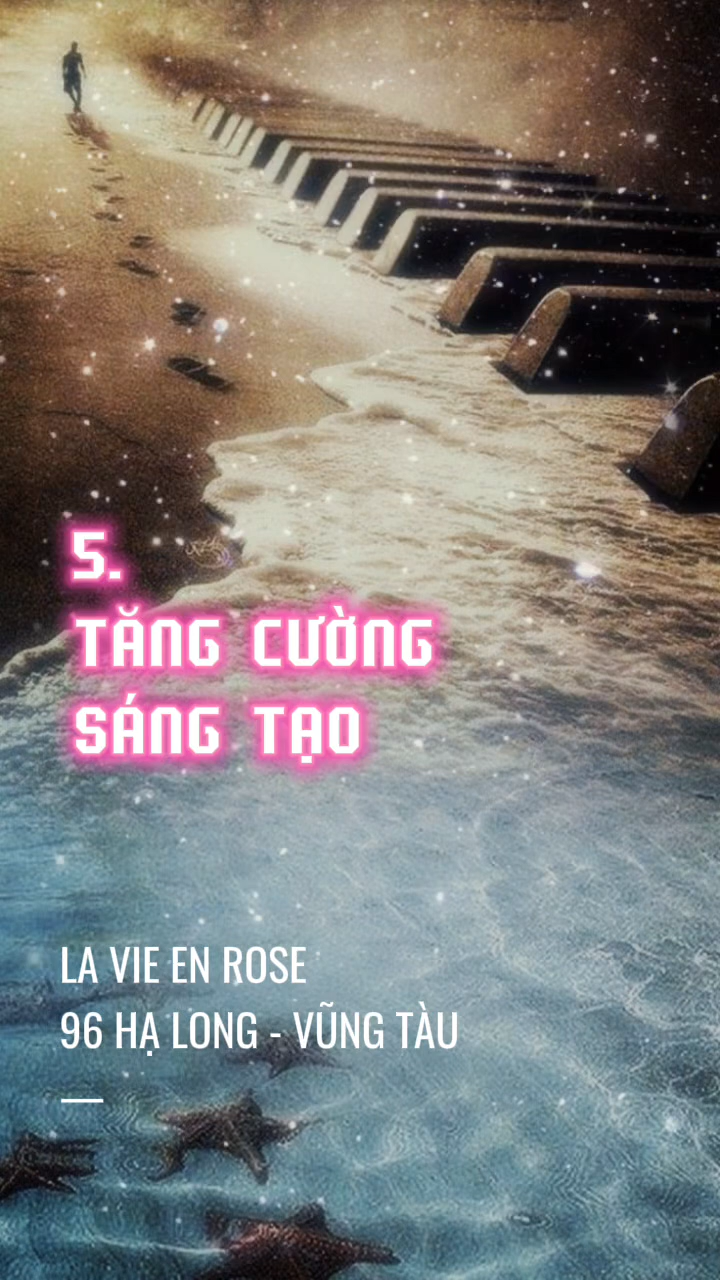 5.
TĂNG CƯỜNG
SÁNG TẠO
LA VIE EN ROSE
96 HẠ LONG - VŨNG TÀU
—